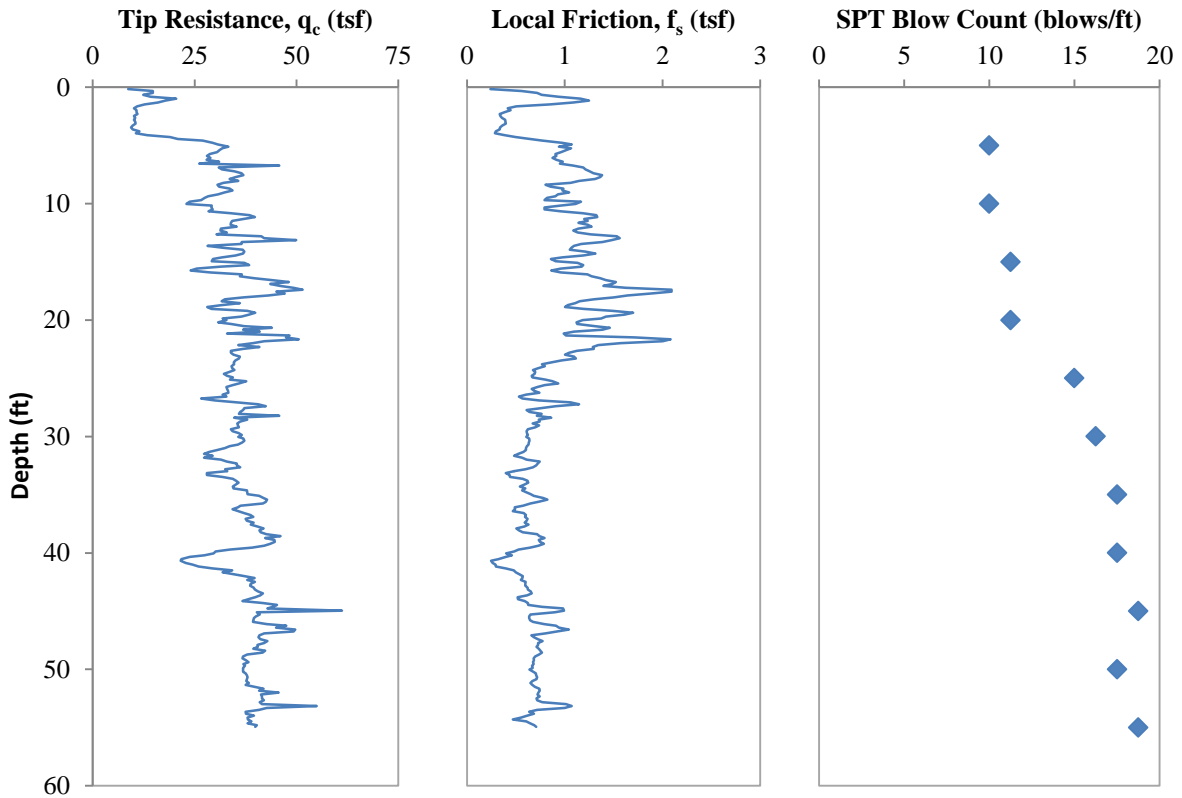 Tip Resistance, qc (tsf)
0 25 50 75
Local Friction, fs (tsf)
0 1 2 3
SPT Blow Count (blows/ft)
0 5 10 15 20
Depth (ft)
0
10
20
30
40
50
60